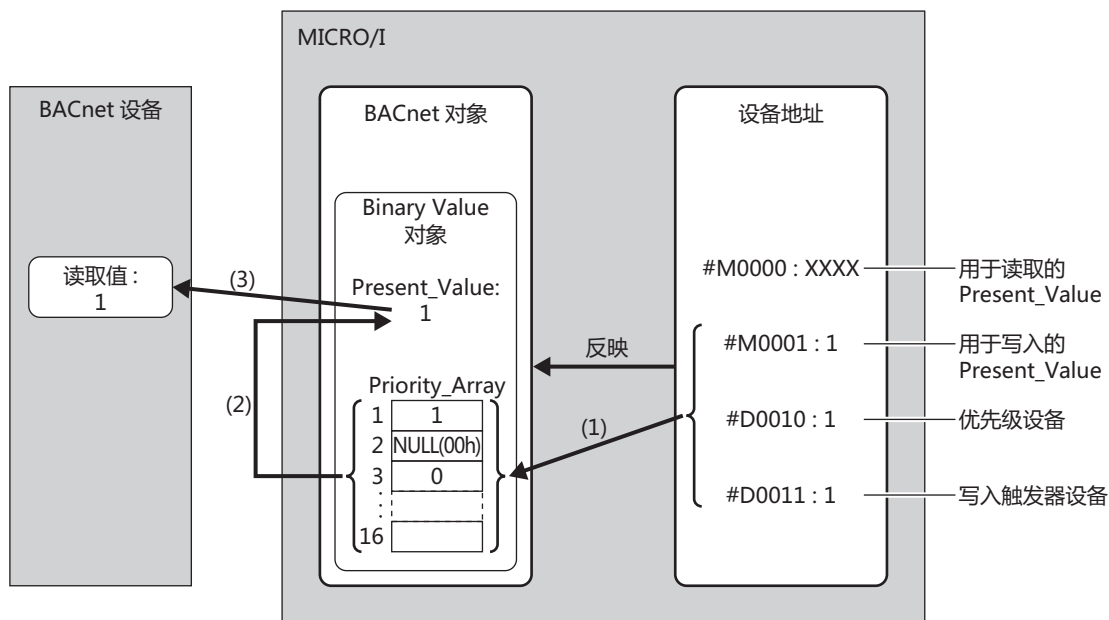 MICRO/I
BACnet 设备
BACnet 对象
设备地址
Binary Value
对象
读取值 :
1
(3)
Present_Value:
1
#M0000 : XXXX
用于读取的
Present_Value
反映
#M0001 : 1
用于写入的
Present_Value
(2)
Priority_Array
1
1
2
NULL(00h)
3
0
:
16
(1)
#D0010 : 1
优先级设备
#D0011 : 1
写入触发器设备